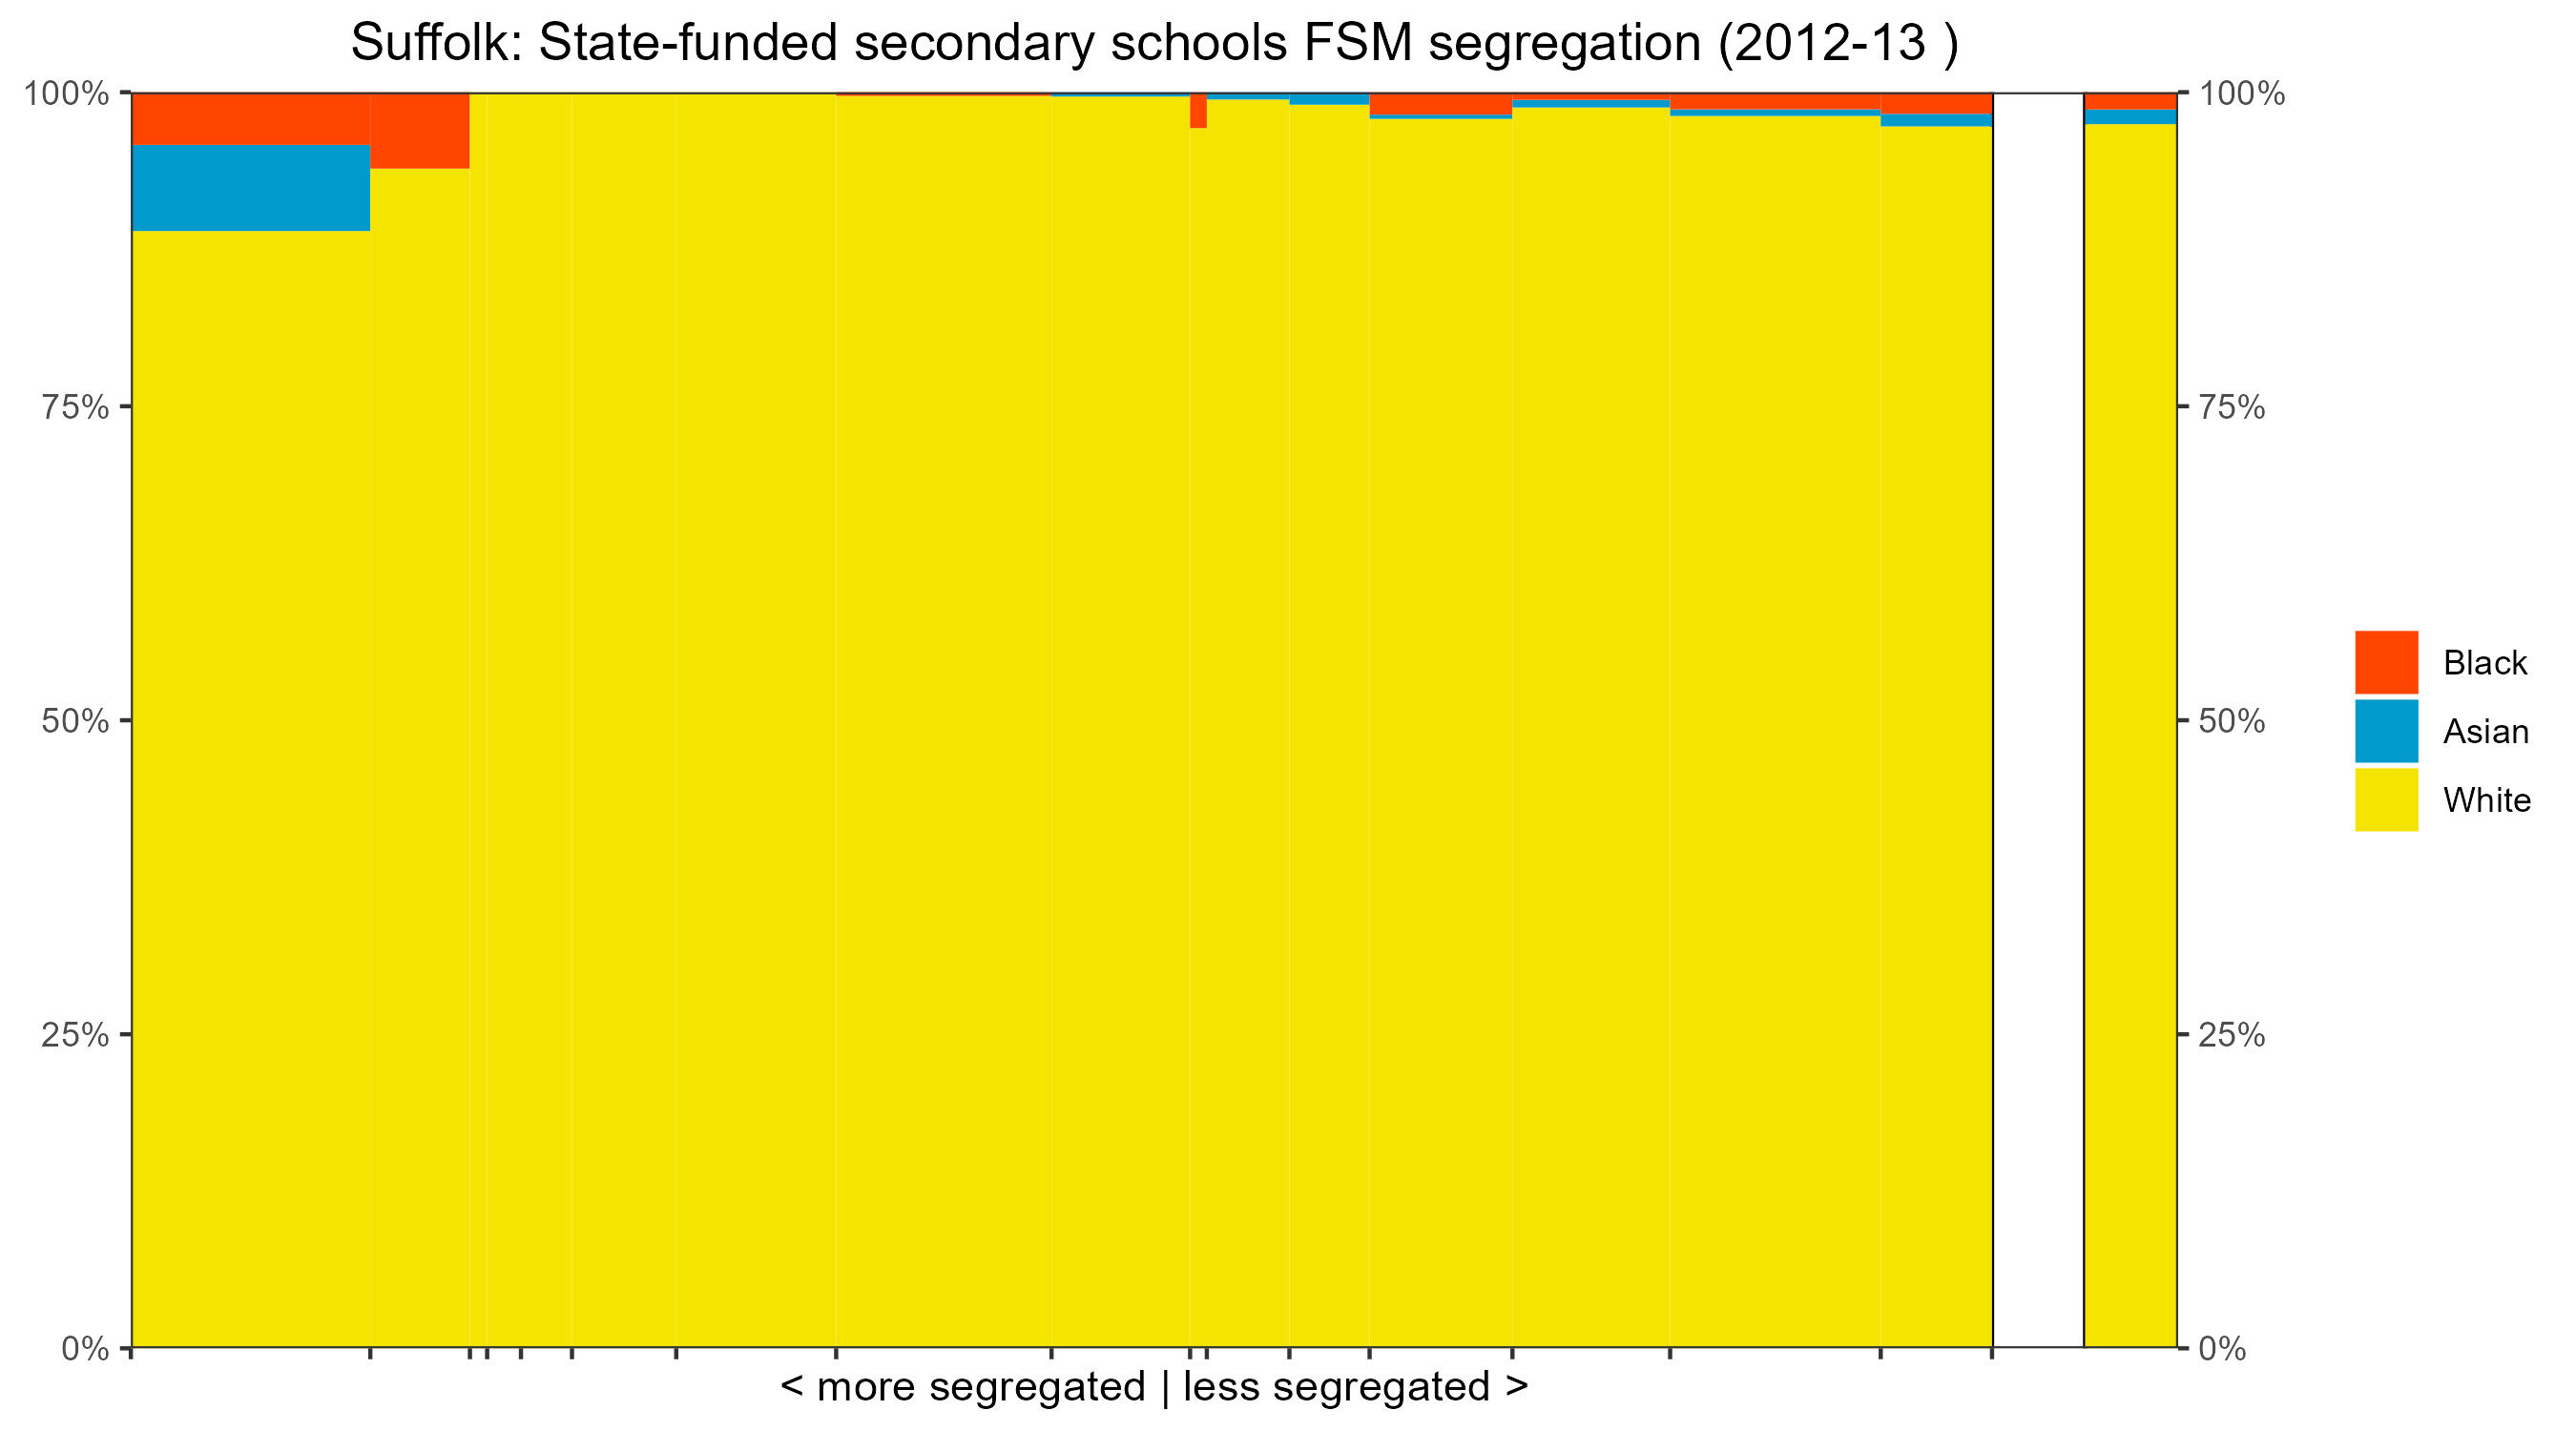 Suffolk: State-funded secondary schools FSM segregation (2012-13 )
100%
75%
50%
25%
0%
100%
75%
50%
25%
0%
Black
Asian
White
< more segregated | less segregated >